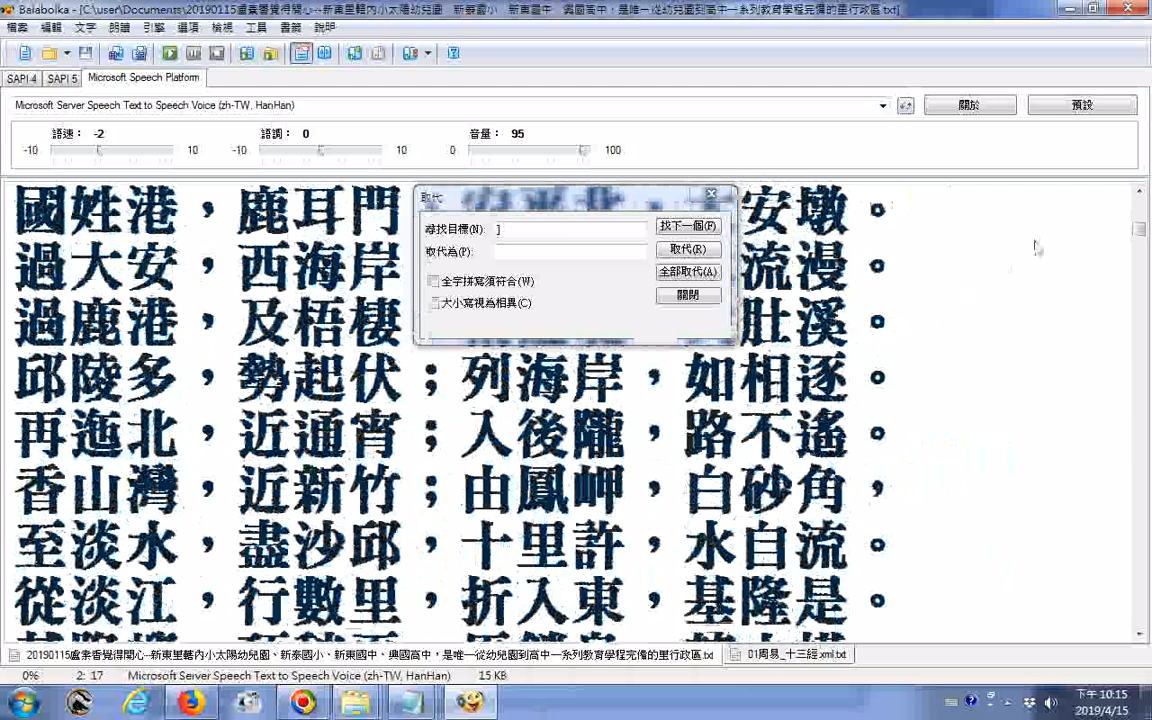 Balabolka - [C:\user\Documents\20190115盧素香覺得開心--新東里轄內小太陽幼兒園 新泰國小 新東國中 興國高中,是唯一從幼兒園到高中一系列教育學程完備的里行政區.txt]
檔案 編輯 文字 朗讀 引擎 選項 檢視 工具 書籤 說明
SAPI 4 SAPI 5 Microsoft Speech Platform
Microsoft Server Speech Text to Speech Voice (zh-TW, HanHan) 關於 預設
語速: -2 語調: 0 音量: 95
-10 10 -10 10 0 100
國姓港,鹿耳門 安墩。
過大安,西海岸 流漫。
過鹿港,及梧棲 肚溪。
邱陵多,勢起伏;列海岸,如相逐。
再迤北,近通宵;入後隴,路不遙。
香山灣,近新竹;由鳳岬,白砂角,
至淡水,盡沙邱,十里許,水自流。
從淡江,行數里,折入東,基隆是。
取代
尋找目標(N): ] 找下一個(F)
取代為(P): 取代(R)
全字拼寫須符合(W) 全部取代(A)
大小寫視為相異(C) 關閉
20190115盧素香覺得開心--新東里轄內小太陽幼兒園、新泰國小、新東國中、興國高中,是唯一從幼兒園到高中一系列教育學程完備的里行政區.txt 01周易_十三經.xml.txt
0% 2: 17 Microsoft Server Speech Text to Speech Voice (zh-TW, HanHan) 15 KB
下午 10:15
2019/4/15